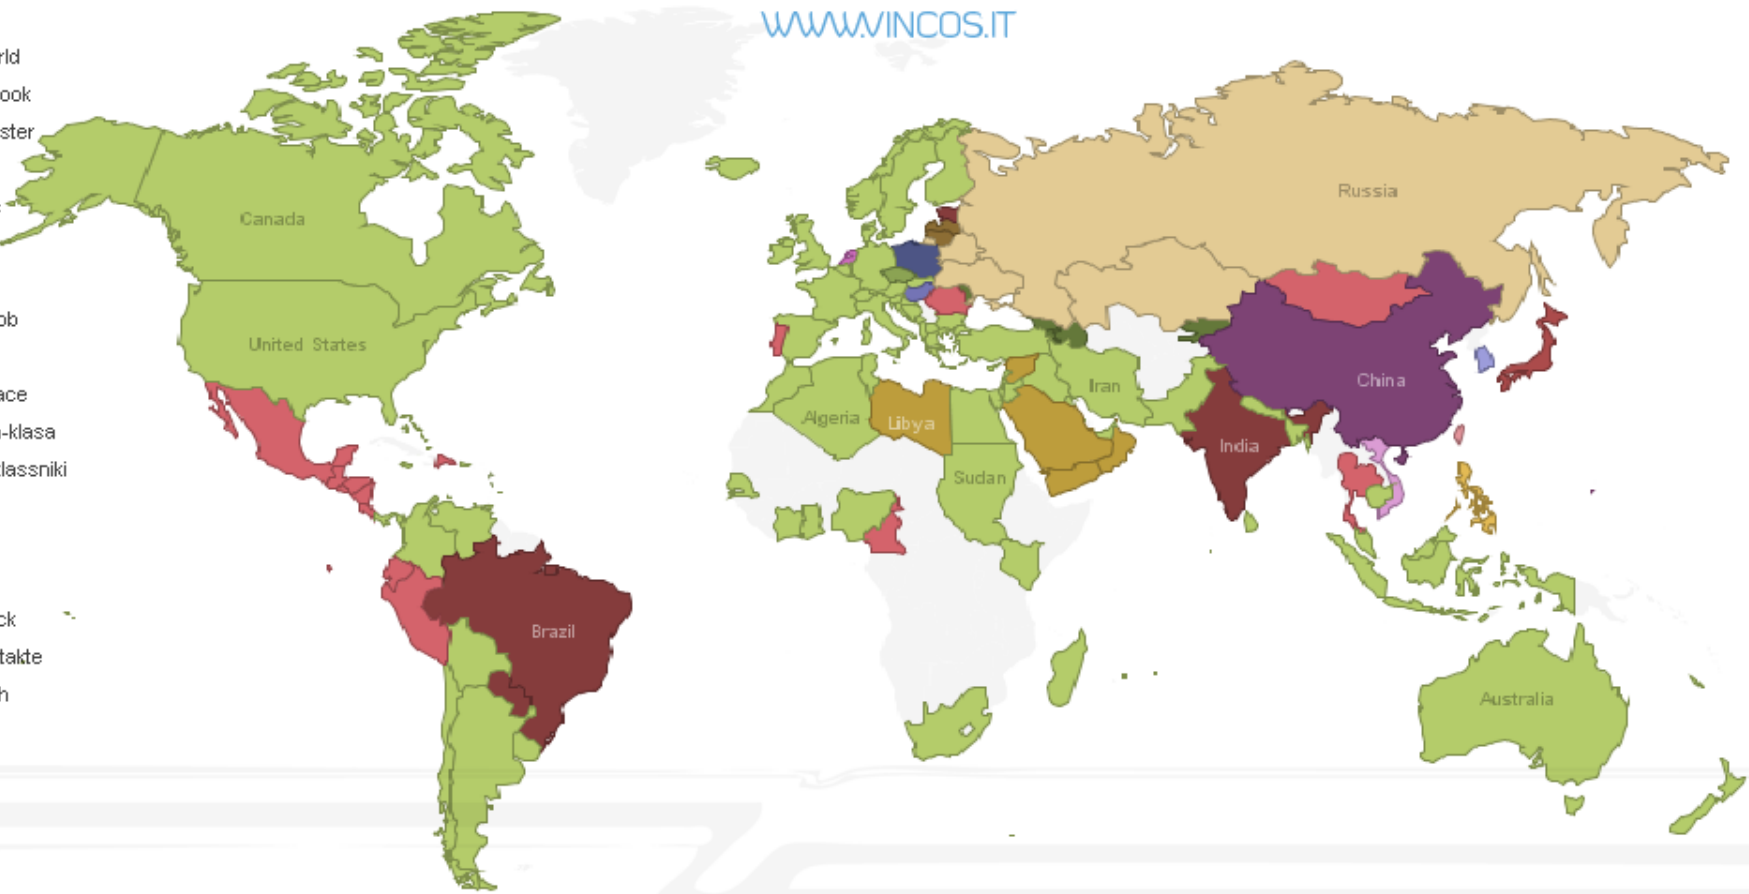 WWW.VINCOS.IT
rld
ook
ster
ob
ace
-klasa
klassniki
ck
takte
h
Canada
United States
Brazil
Russia
China
India
Iran
Algeria
Libya
Sudan
Australia